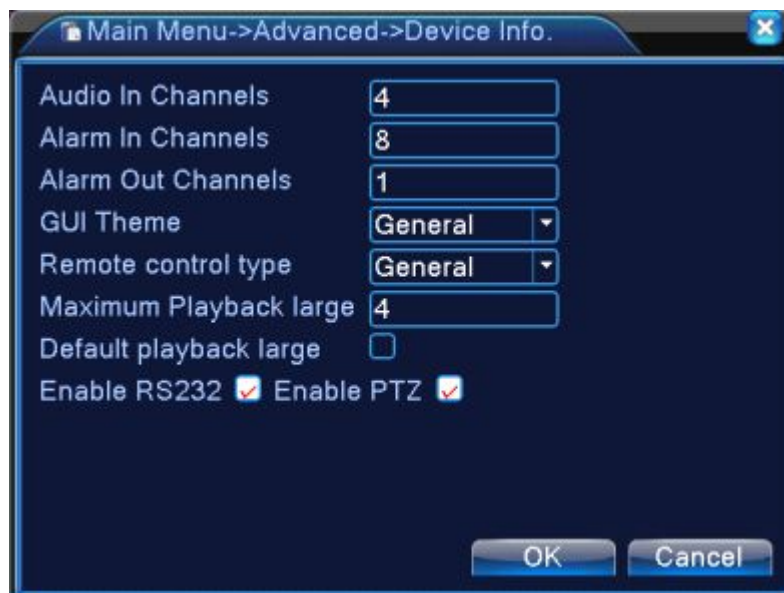 Main Menu->Advanced->Device Info.
Audio In Channels 4
Alarm In Channels 8
Alarm Out Channels 1
GUI Theme General
Remote control type General
Maximum Playback large 4
Default playback large
Enable RS232 Enable PTZ
OK Cancel